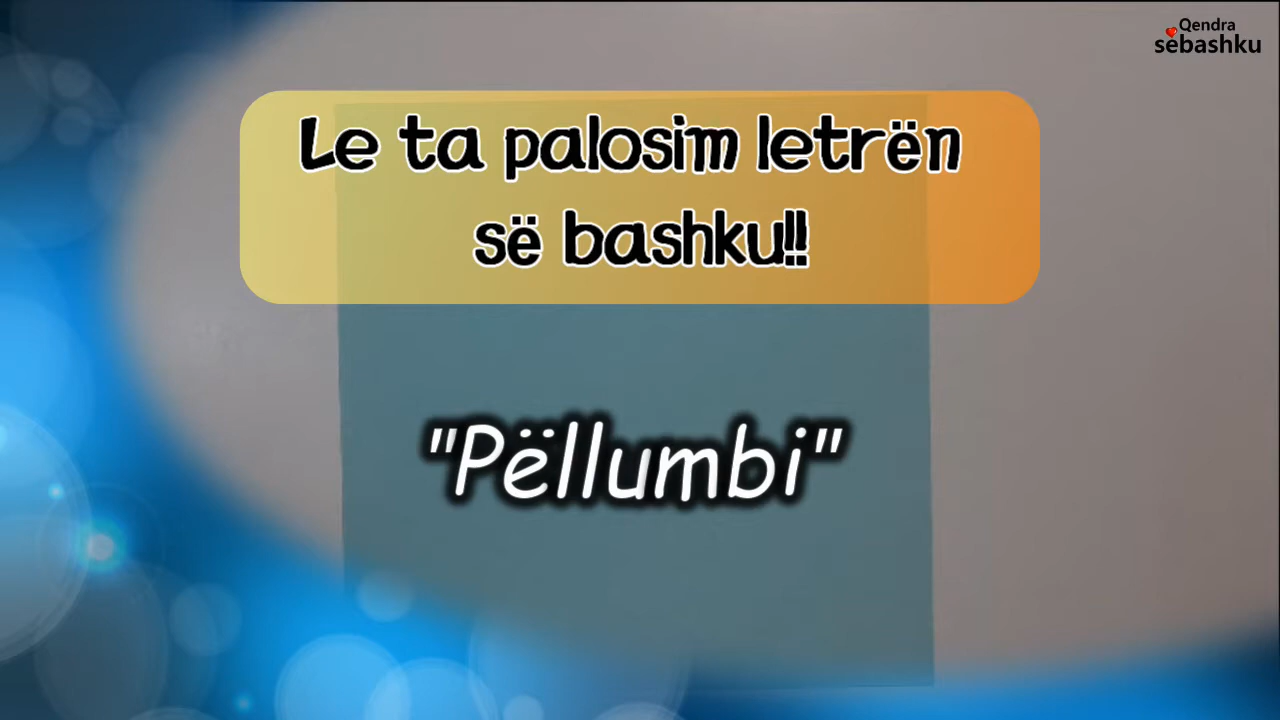 Qendra
sebashku
Le ta palosim letrën
së bashku!!
"Pëllumbi"